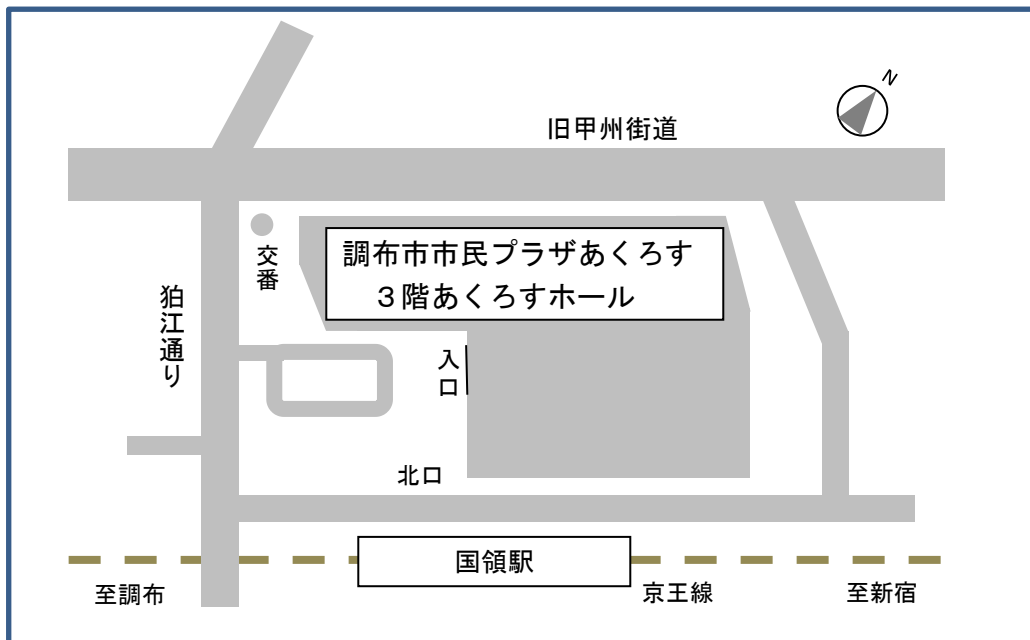 N
旧甲州街道
調布市市民プラザあくろす
３階あくろすホール
交番
狛江通り
入口
北口
国領駅
至調布
京王線
至新宿